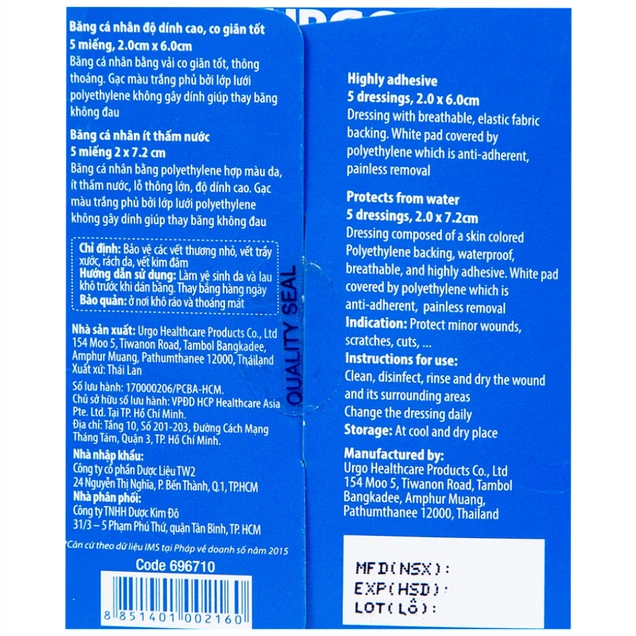 Băng cá nhân độ dính cao, co giãn tốt
5 miếng, 2.0cm x 6.0cm
Băng cá nhân bằng vải co giãn tốt, thông
thoáng. Gạc màu trắng phủ bởi lớp lưới
polyethylene không gây dính giúp thay băng
không đau
Băng cá nhân ít thấm nước
5 miếng 2 x 7.2 cm
Băng cá nhân bằng polyethylene hợp màu da,
ít thấm nước, lỗ thông lớn, độ dính cao. Gạc
màu trắng phủ bởi lớp lưới polyethylene
không gây dính giúp thay băng không đau
Chỉ định: Bảo vệ các vết thương nhỏ, vết trầy
xước, rách da, vết kim đâm
Hướng dẫn sử dụng: Làm vệ sinh da và lau
khô trước khi dán băng. Thay băng hàng ngày
Bảo quản: ở nơi khô ráo và thoáng mát
Nhà sản xuất: Urgo Healthcare Products Co., Ltd
154 Moo 5, Tiwanon Road, Tambol Bangkadee,
Amphur Muang, Pathumthanee 12000, Thailand
Xuất xứ: Thái Lan
Số lưu hành: 170000206/PCBA-HCM.
Chủ sở hữu số lưu hành: VPĐD HCP Healthcare Asia
Pte. Ltd. Tại TP. Hồ Chí Minh.
Địa chỉ: Tầng 10, Số 201-203, Đường Cách Mạng
Tháng Tám, Quận 3, TP. Hồ Chí Minh.
Nhà nhập khẩu:
Công ty cổ phần Dược Liệu TW2
24 Nguyễn Thị Nghĩa, P. Bến Thành, Q.1, TP.HCM
Nhà phân phối:
Công ty TNHH Dược Kim Đô
31/3 – 5 Phạm Phú Thứ, quận Tân Bình, TP. HCM
*Căn cứ theo dữ liệu IMS tại Pháp về doanh số năm 2015
Code 696710
8 851401 002160
QUALITY SEAL
URGO
Highly adhesive
5 dressings, 2.0 x 6.0cm
Dressing with breathable, elastic fabric
backing. White pad covered by
polyethylene which is anti-adherent,
painless removal
Protects from water
5 dressings, 2.0 x 7.2cm
Dressing composed of a skin colored
Polyethylene backing, waterproof,
breathable, and highly adhesive. White pad
covered by polyethylene which is
anti-adherent, painless removal
Indication: Protect minor wounds,
scratches, cuts, ...
Instructions for use:
Clean, disinfect, rinse and dry the wound
and its surrounding areas
Change the dressing daily
Storage: At cool and dry place
Manufactured by:
Urgo Healthcare Products Co., Ltd
154 Moo 5, Tiwanon Road, Tambol
Bangkadee, Amphur Muang,
Pathumthanee 12000, Thailand
MFD(NSX):
EXP(HSD):
LOT(LÔ):